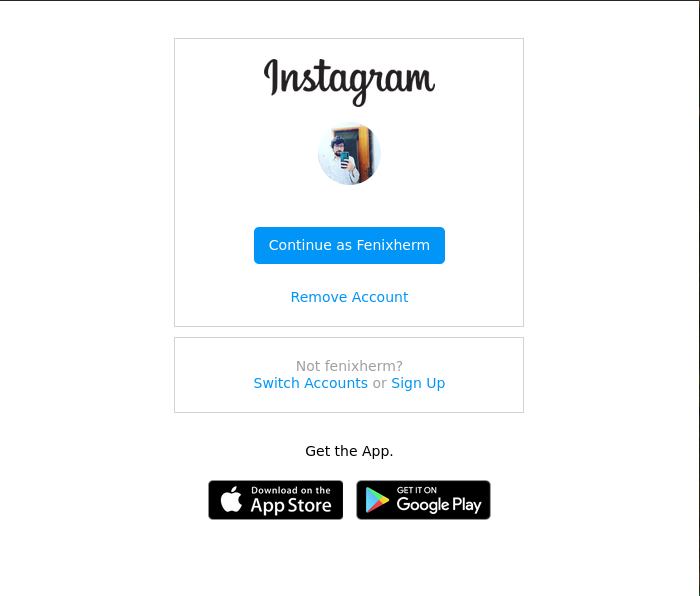 Instagram
Continue as Fenixherm
Remove Account
Not fenixherm?
Switch Accounts or Sign Up
Get the App.
Download on the
App Store
GET IT ON
Google Play